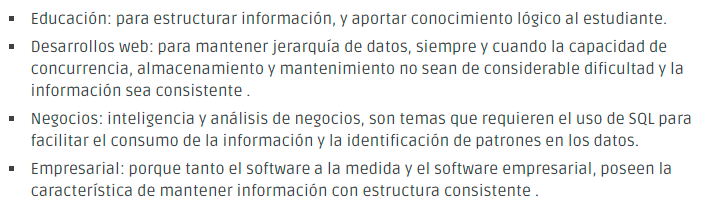 Educación: para estructurar información, y aportar conocimiento lógico al estudiante.
Desarrollos web: para mantener jerarquía de datos, siempre y cuando la capacidad de
concurrencia, almacenamiento y mantenimiento no sean de considerable dificultad y la
información sea consistente .
Negocios: inteligencia y análisis de negocios, son temas que requieren el uso de SQL para
facilitar el consumo de la información y la identificación de patrones en los datos.
Empresarial: porque tanto el software a la medida y el software empresarial, poseen la
característica de mantener información con estructura consistente .